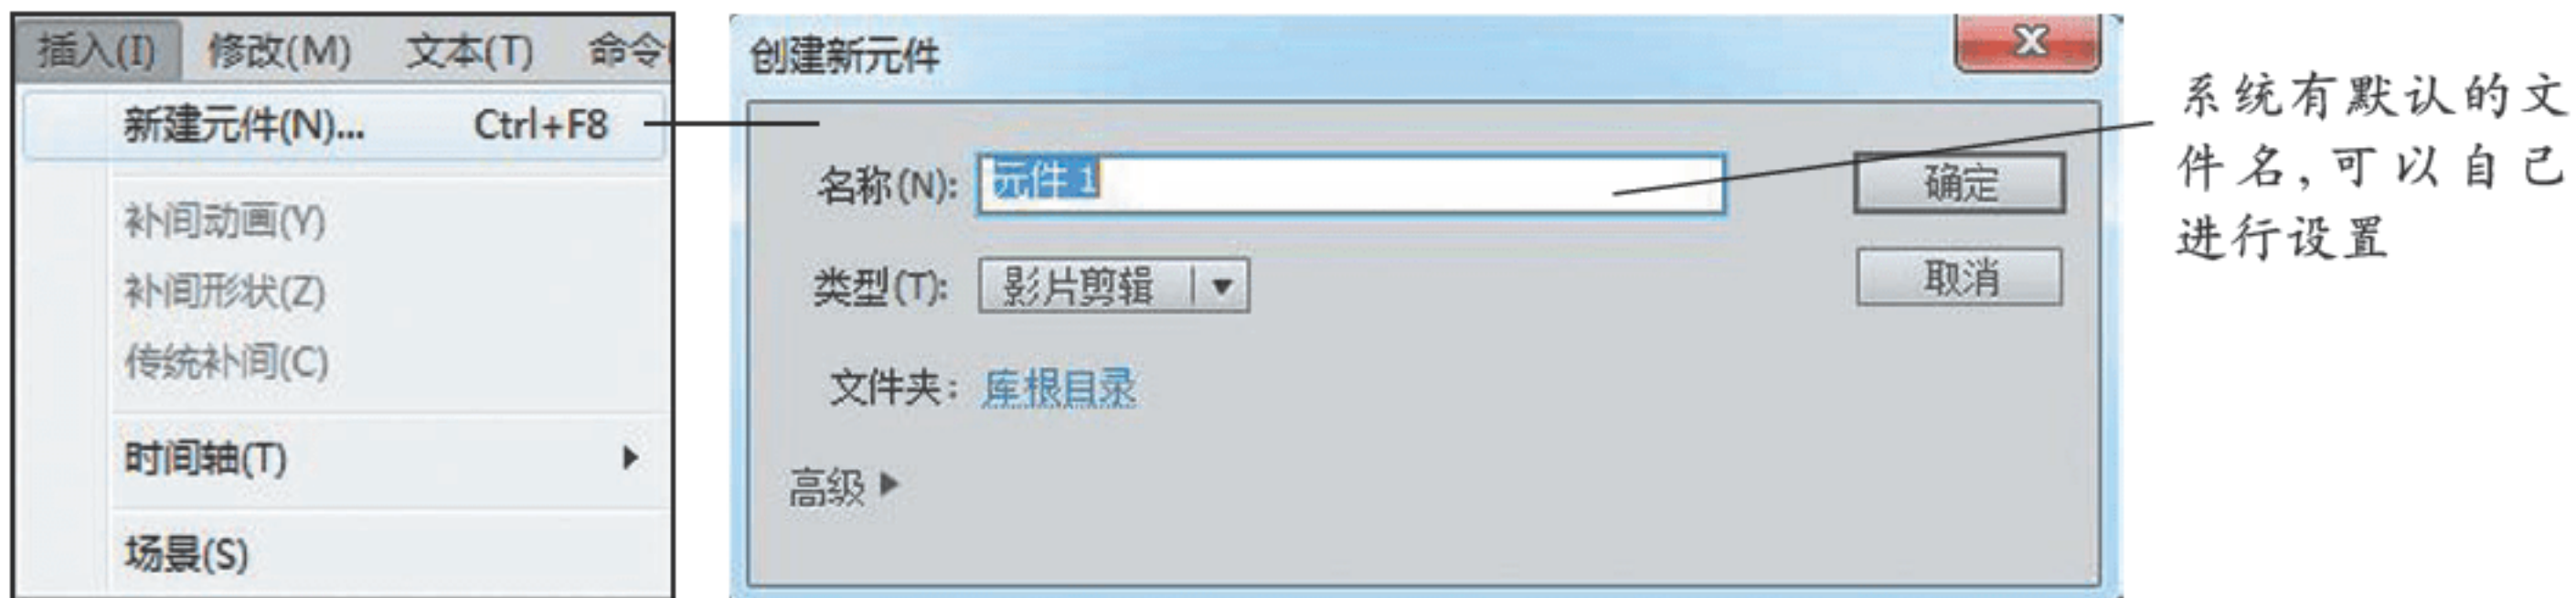 插入(I) 修改(M) 文本(T) 命令(
新建元件(N)... Ctrl+F8
补间动画(Y)
补间形状(Z)
传统补间(C)
时间轴(T)
场景(S)
创建新元件
名称(N): 元件 1
确定
类型(T): 影片剪辑
取消
文件夹: 库根目录
高级
系统有默认的文
件名,可以自己
进行设置